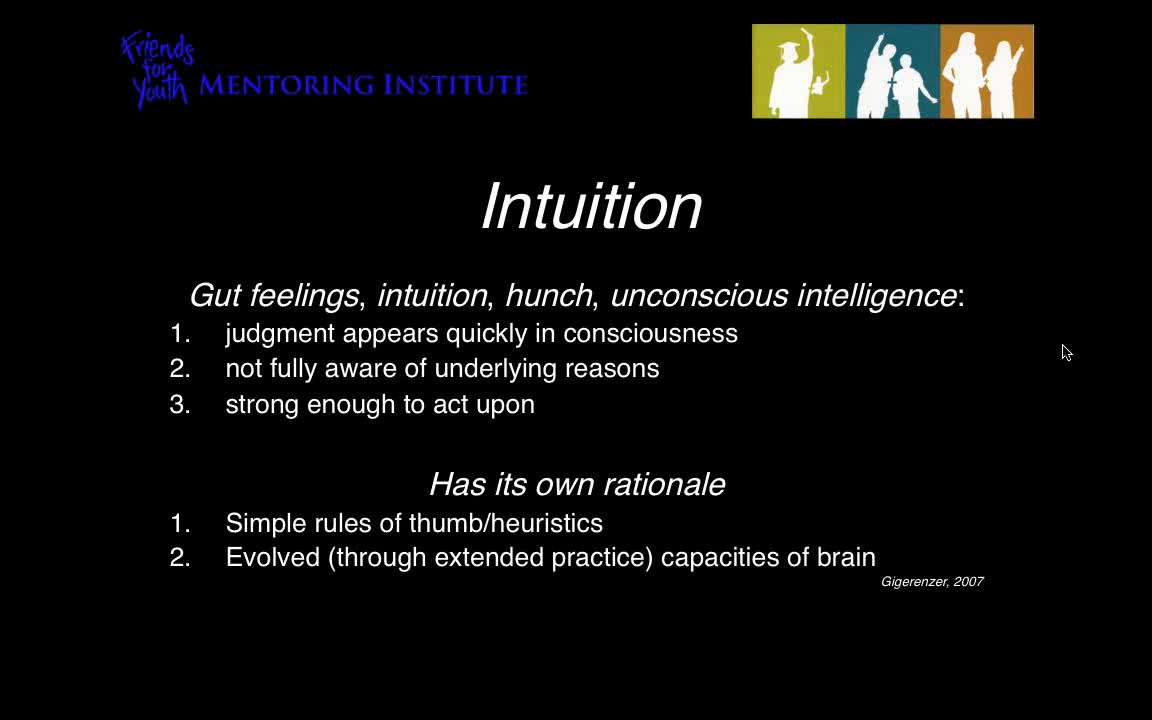 Friends
for
Youth
MENTORING INSTITUTE
Intuition
Gut feelings, intuition, hunch, unconscious intelligence:
1. judgment appears quickly in consciousness
2. not fully aware of underlying reasons
3. strong enough to act upon
Has its own rationale
1. Simple rules of thumb/heuristics
2. Evolved (through extended practice) capacities of brain
Gigerenzer, 2007